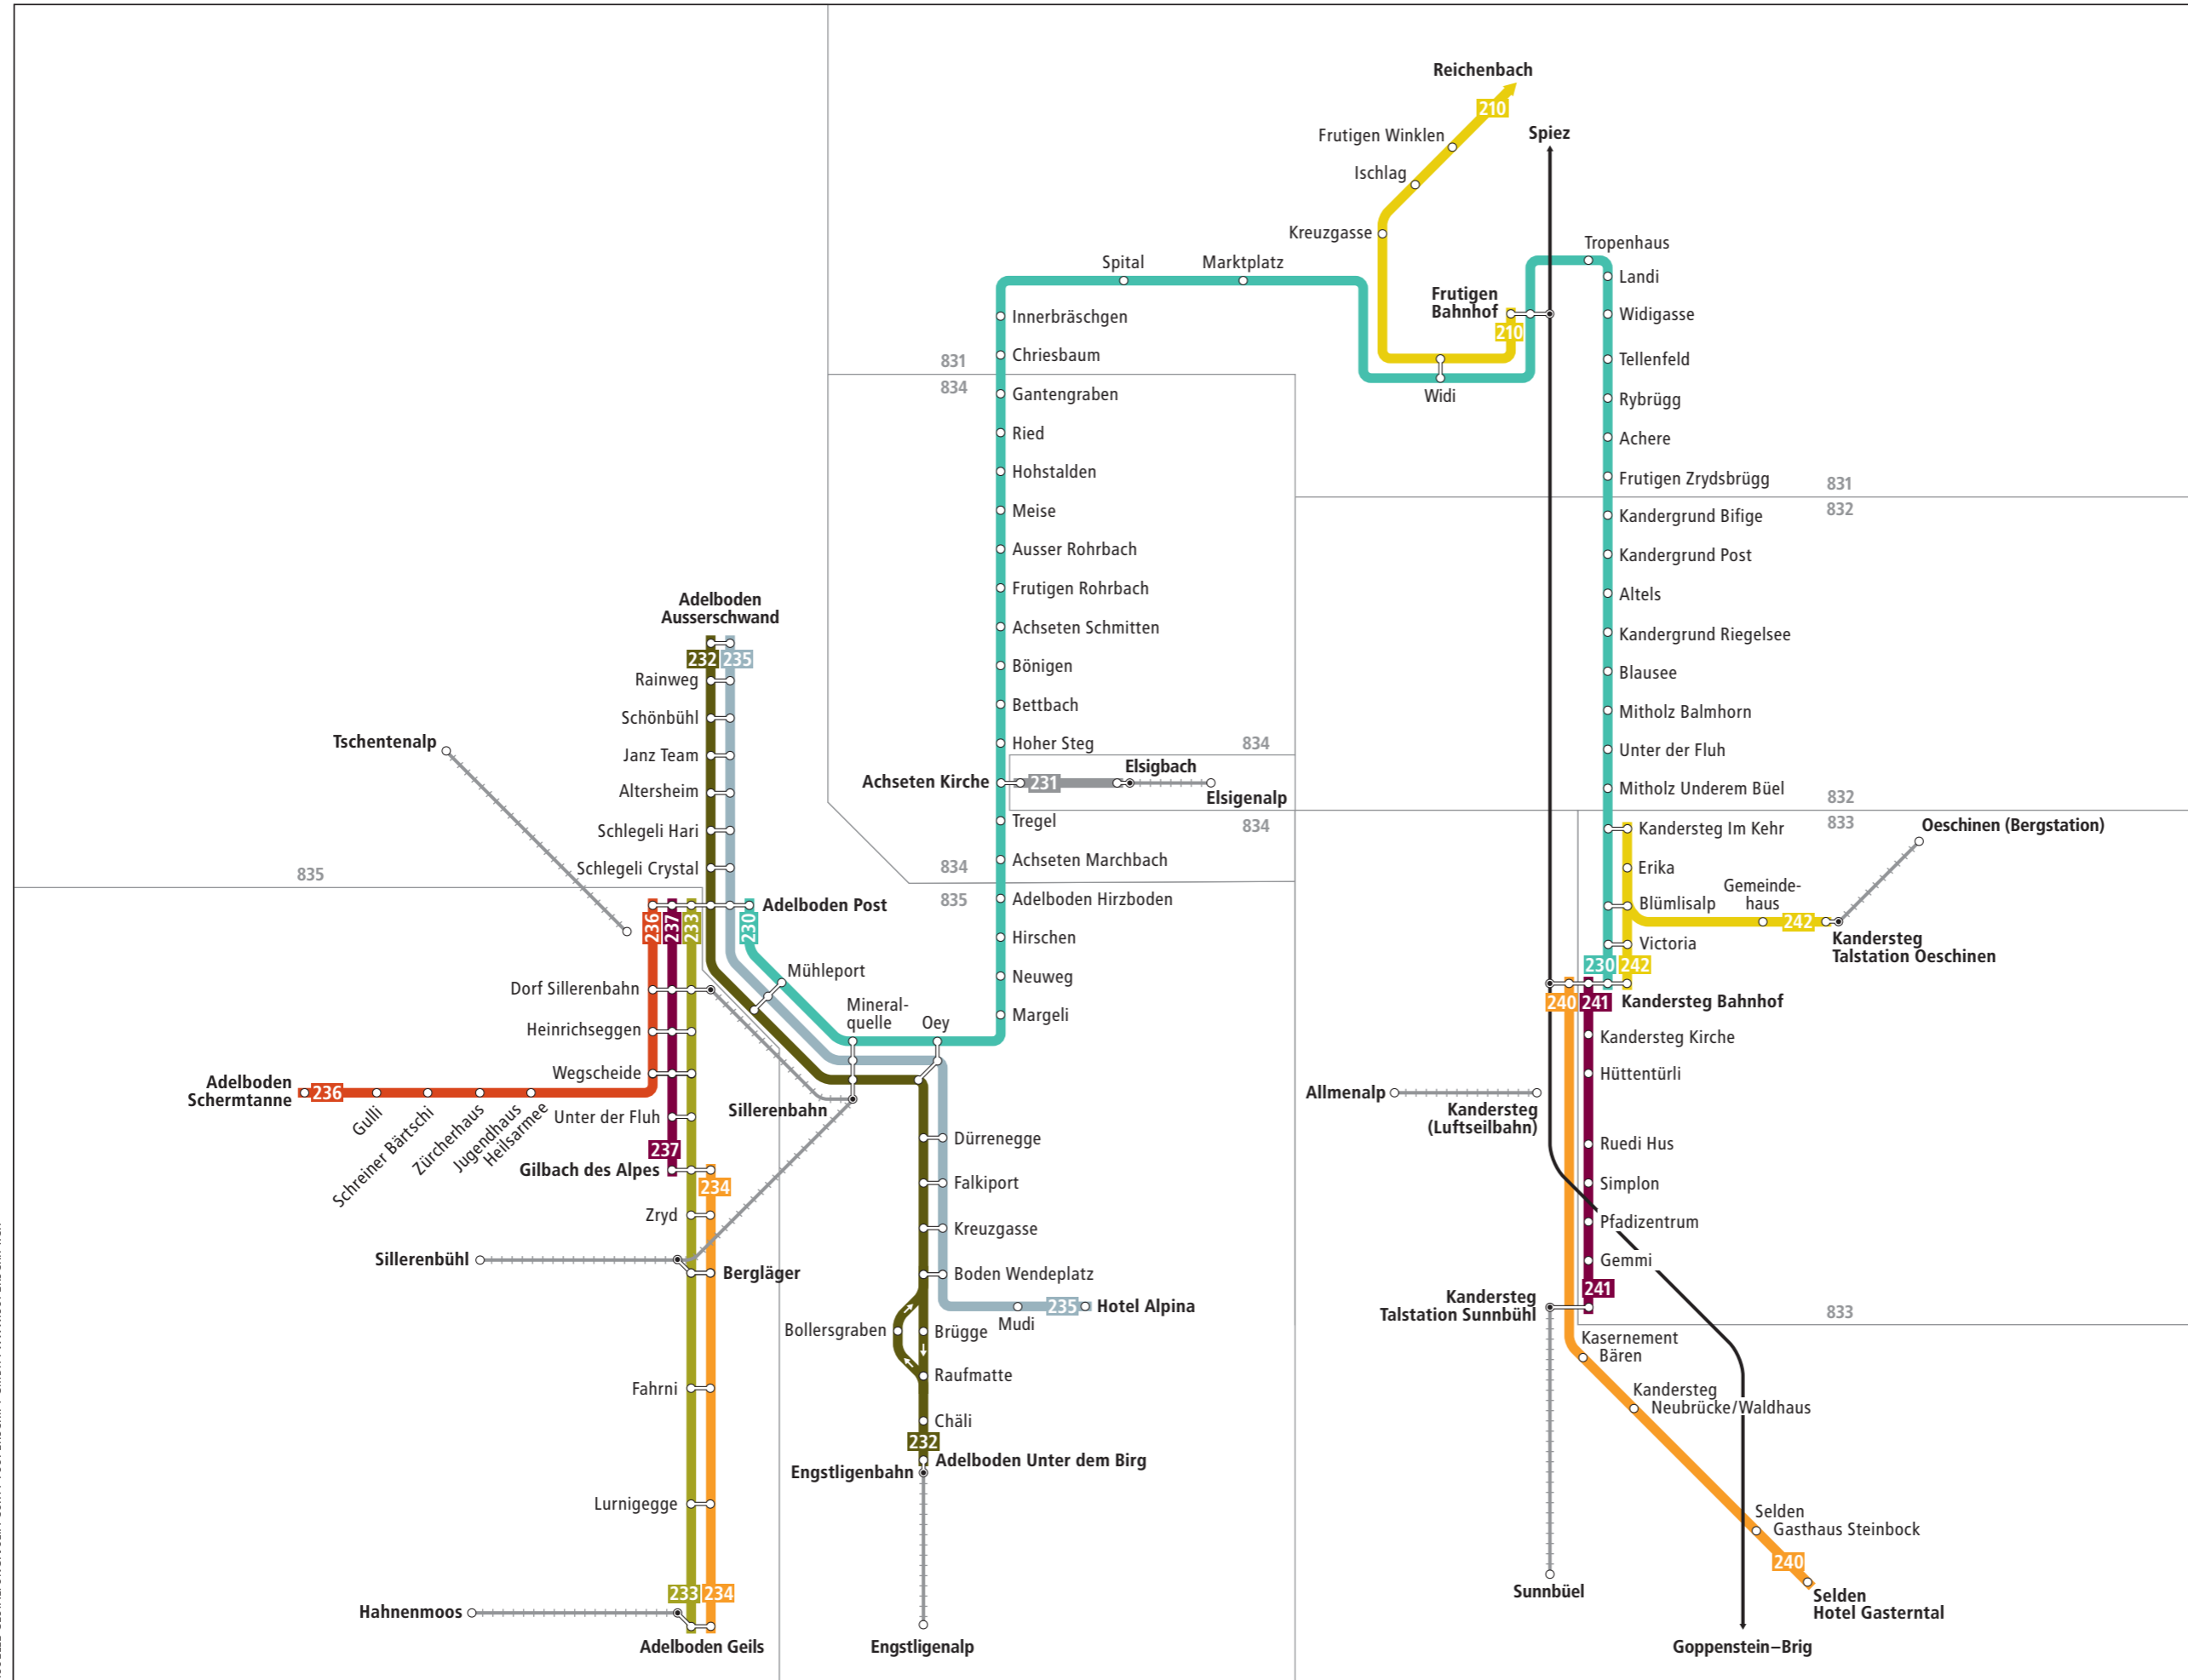 Reichenbach
210
Frutigen Winklen
Spiez
Ischlag
Kreuzgasse
Tropenhaus
Spital
Marktplatz
Landi
Frutigen
Bahnhof
210
Innerbräschgen
Widigasse
Chriesbaum
Tellenfeld
831
834
Gantengraben
Widi
Rybrügg
Ried
Achere
Hohstalden
Frutigen Zrydsbrügg
831
832
Meise
Kandergrund Bifige
Ausser Rohrbach
Kandergrund Post
Frutigen Rohrbach
Altels
Adelboden
Ausserschwand
Achseten Schmitten
Kandergrund Riegelsee
232
235
Bönigen
Blausee
Rainweg
Bettbach
Mitholz Balmhorn
Schönbühl
Hoher Steg
834
Unter der Fluh
Tschentenalp
Janz Team
Elsigbach
Achseten Kirche
231
Elsigenalp
Mitholz Underem Büel
832
833
Altersheim
Tregel
834
Kandersteg Im Kehr
Oeschinen (Bergstation)
Schlegeli Hari
Achseten Marchbach
834
835
Erika
Schlegeli Crystal
835
Adelboden Hirzboden
Blümlisalp
Gemeinde-
haus
242
Adelboden Post
236
237
233
230
Hirschen
Victoria
Kandersteg
Talstation Oeschinen
Mühleport
Neuweg
230
242
Dorf Sillerenbahn
Mineral-
quelle
Oey
Margeli
240
241
Kandersteg Bahnhof
Heinrichseggen
Kandersteg Kirche
Wegscheide
Hüttentürli
Adelboden
Schermtanne
236
Gulli
Schreiner Bärtschi
Zürcherhaus
Jugendhaus
Heilsarmee
Sillerenbahn
Allmenalp
Kandersteg
(Luftseilbahn)
Unter der Fluh
237
Dürrenegge
Ruedi Hus
Gilbach des Alpes
234
Falkiport
Simplon
Zryd
Kreuzgasse
Pfadizentrum
Sillerenbühl
Bergläger
Boden Wendeplatz
Gemmi
241
235
Hotel Alpina
Mudi
Kandersteg
Talstation Sunnbühl
833
Bollersgraben
Brügge
Kasernement
Bären
Raufmatte
Fahrni
Kandersteg
Neubrücke/Waldhaus
Chäli
232
Adelboden Unter dem Birg
Engstligenbahn
Lurnigegge
Selden
Gasthaus Steinbock
240
233
234
Sunnbüel
Selden
Hotel Gasterntal
Hahnenmoos
Adelboden Geils
Engstligenalp
Goppenstein–Brig